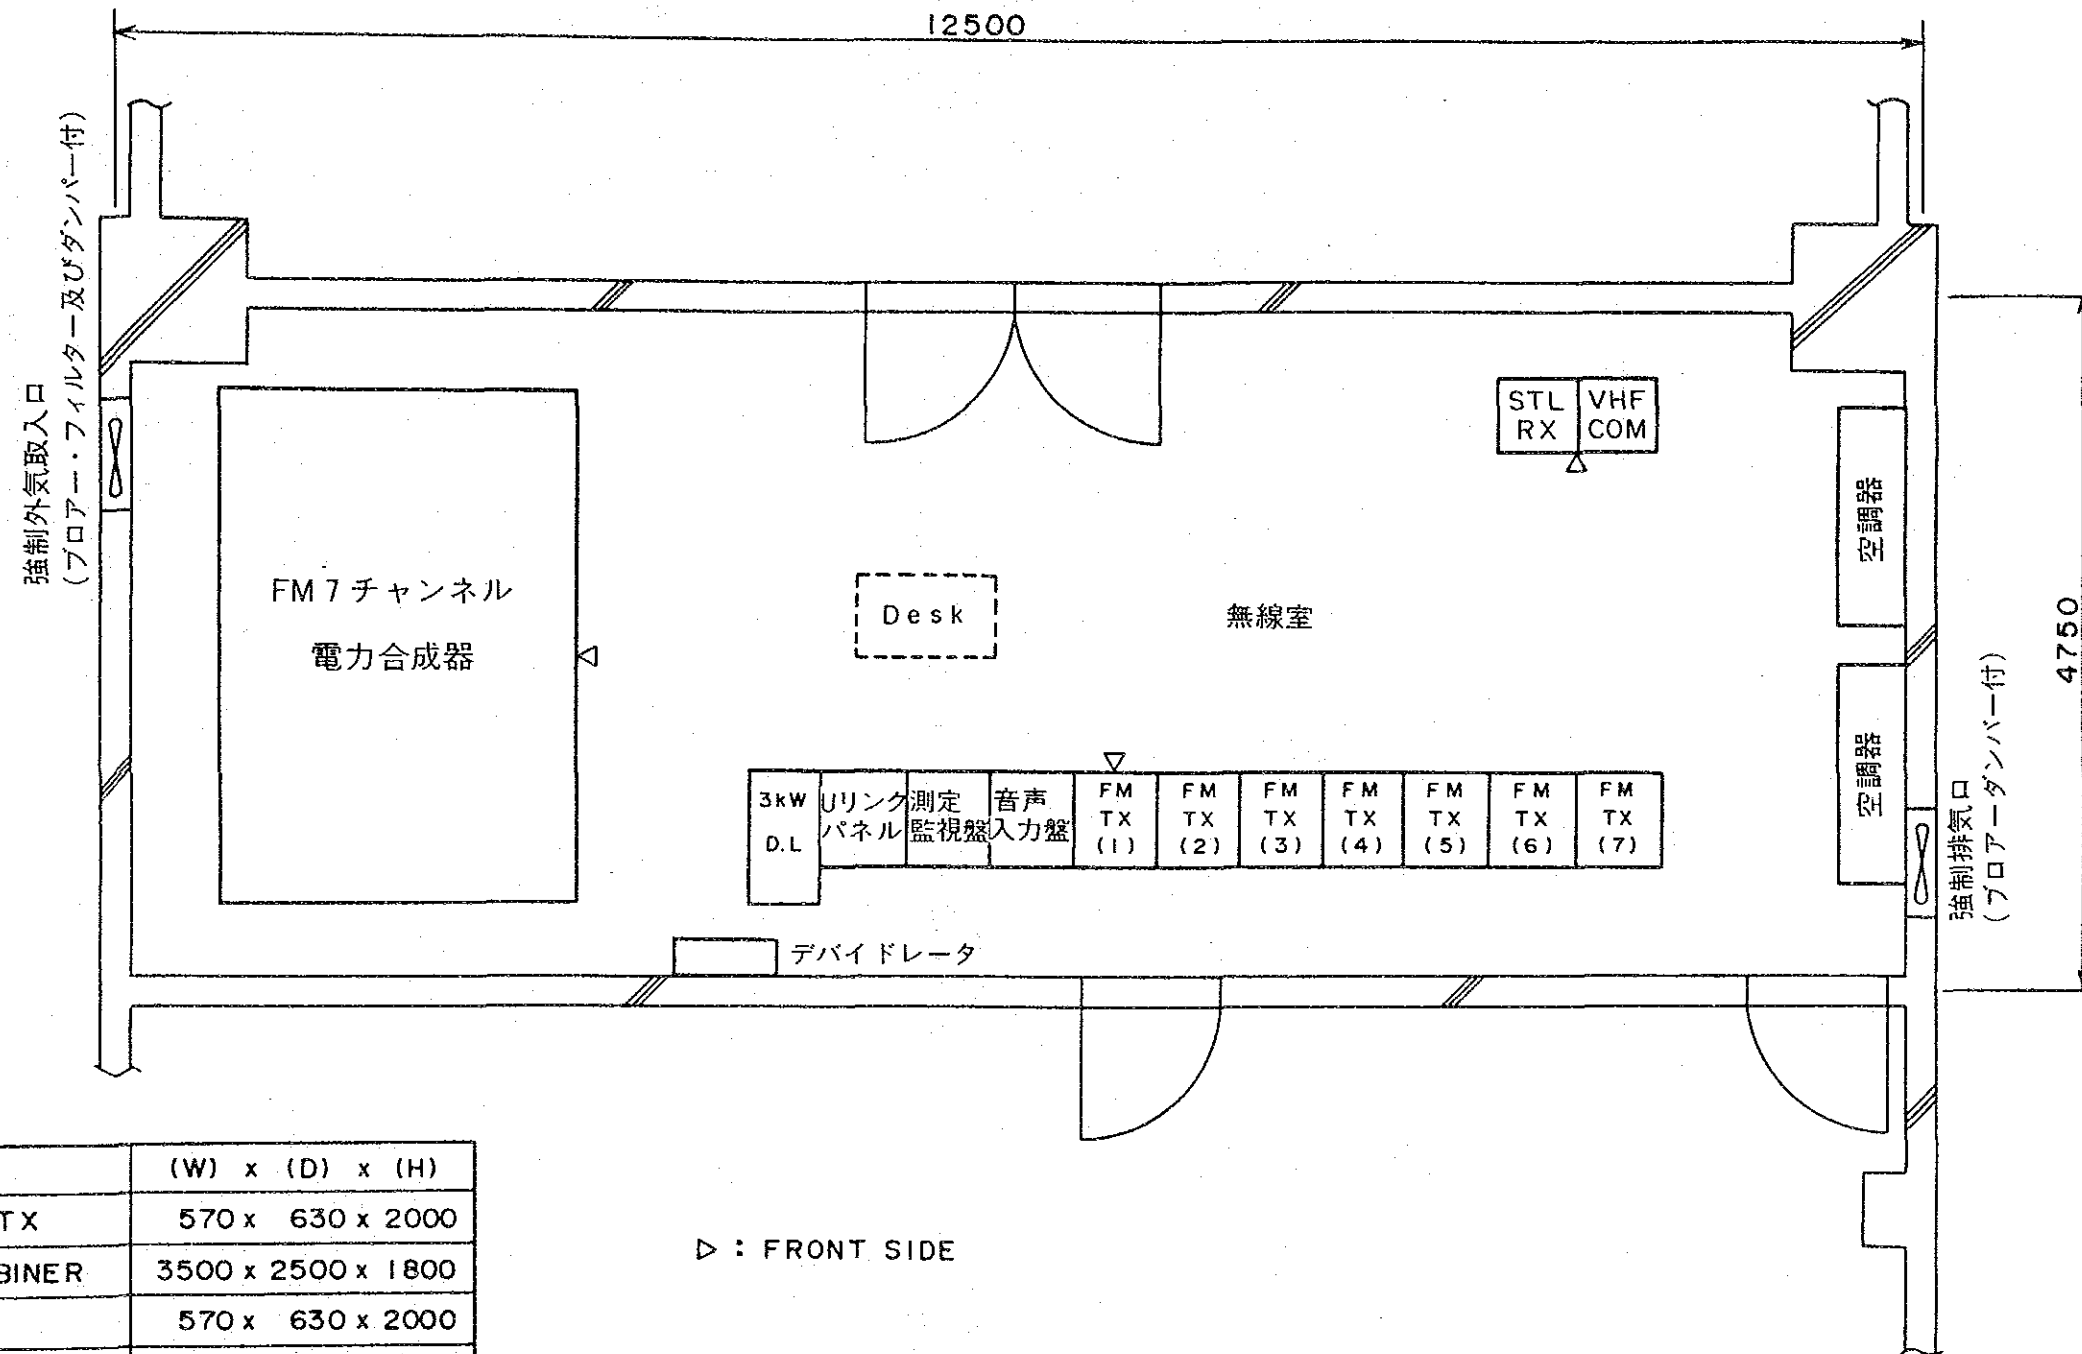 12500
強制外気取入口
(ブロアー・フィルター及びダンパー付)
STL
RX
VHF
COM
空調器
FM 7 チャンネル
電力合成器
Desk
無線室
4750
空調器
強制排気口
(ブロアーダンパー付)
3kW
D.L
Uリンク
パネル
測定
監視盤
音声
入力盤
FM
TX
(1)
FM
TX
(2)
FM
TX
(3)
FM
TX
(4)
FM
TX
(5)
FM
TX
(6)
FM
TX
(7)
デバイドレータ
(W) x (D) x (H)
TX 570 x 630 x 2000
BINER 3500 x 2500 x 1800
570 x 630 x 2000
▷ : FRONT SIDE